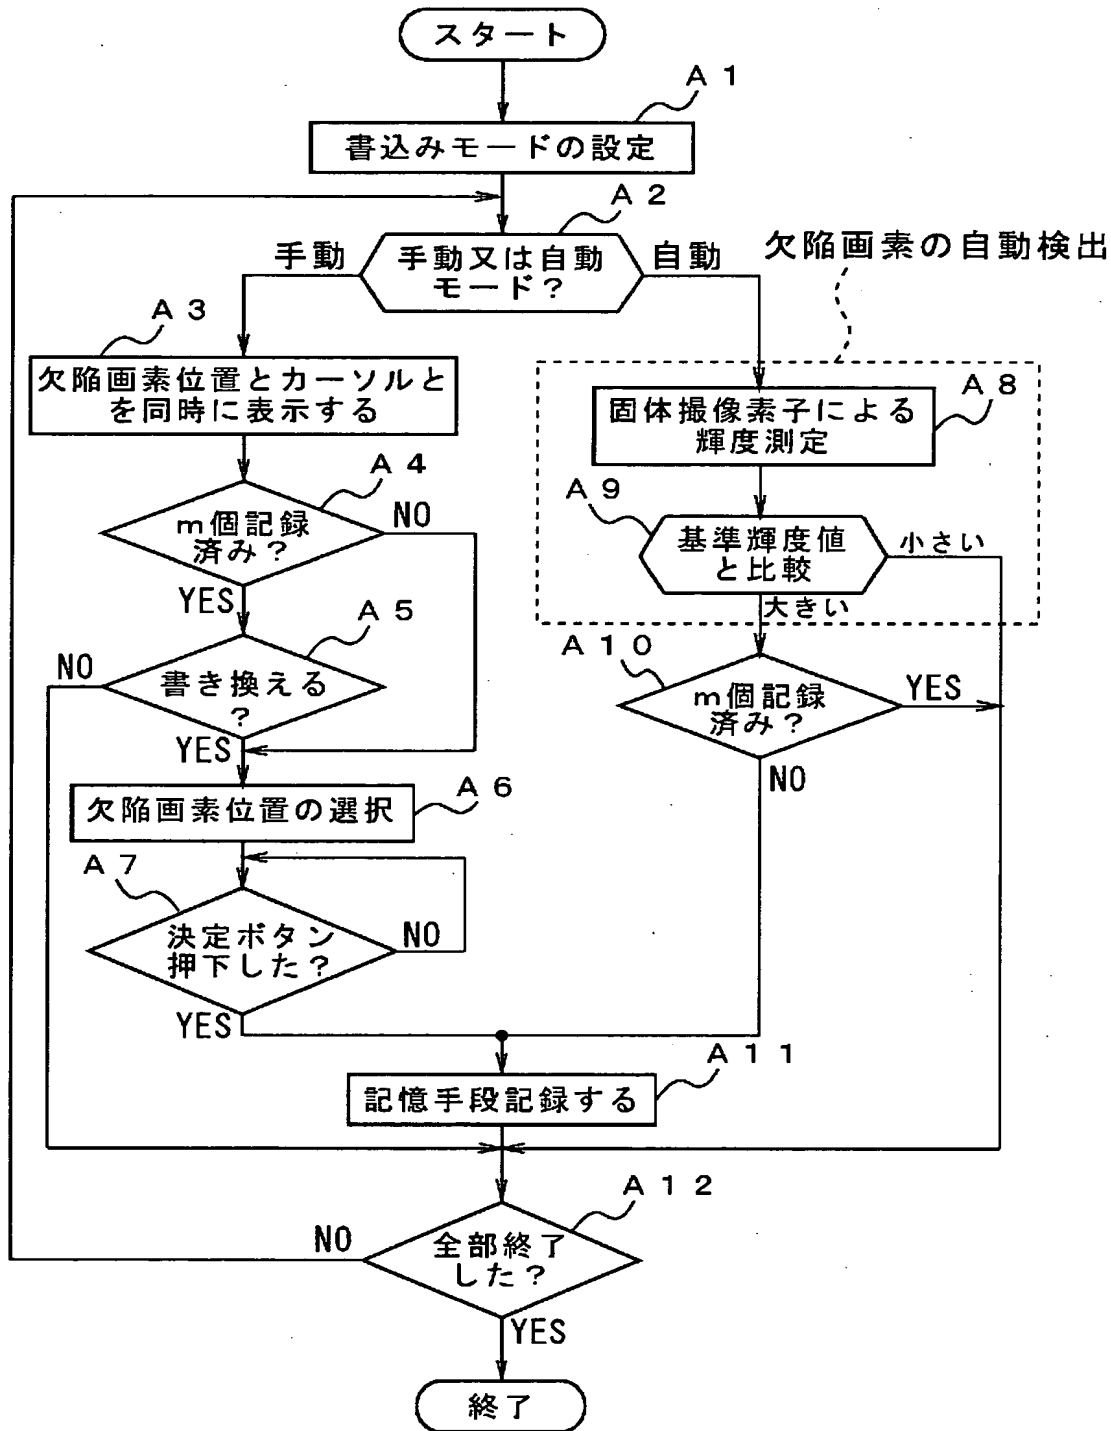 スタート
A1
書込みモードの設定
A2
手動
手動又は自動
モード?
自動
欠陥画素の自動検出
A3
欠陥画素位置とカーソルと
を同時に表示する
A8
固体撮像素子による
輝度測定
A4
m個記録
済み?
NO
YES
A9
基準輝度値
と比較
小さい
大きい
A5
NO
書き換える
?
YES
A10
m個記録
済み?
YES
NO
A6
欠陥画素位置の選択
A7
決定ボタン
押下した?
NO
YES
A11
記憶手段記録する
A12
NO
全部終了
した?
YES
終了